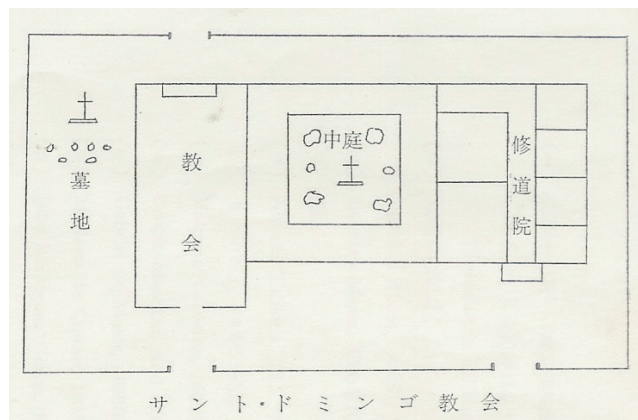 中庭
教会
修道院
墓地
サント・ドミンゴ教会